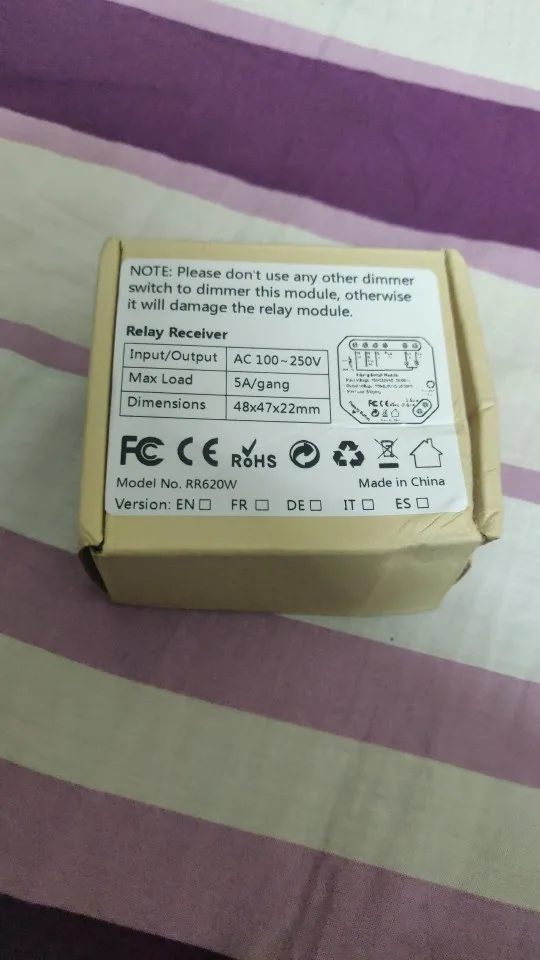 NOTE: Please don't use any other dimmer
switch to dimmer this module, otherwise
it will damage the relay module.
Relay Receiver
Input/Output AC 100~250V
Max Load 5A/gang
Dimensions 48x47x22mm
FC CE RoHS
Model No. RR620W Made in China
Version: EN FR DE IT ES